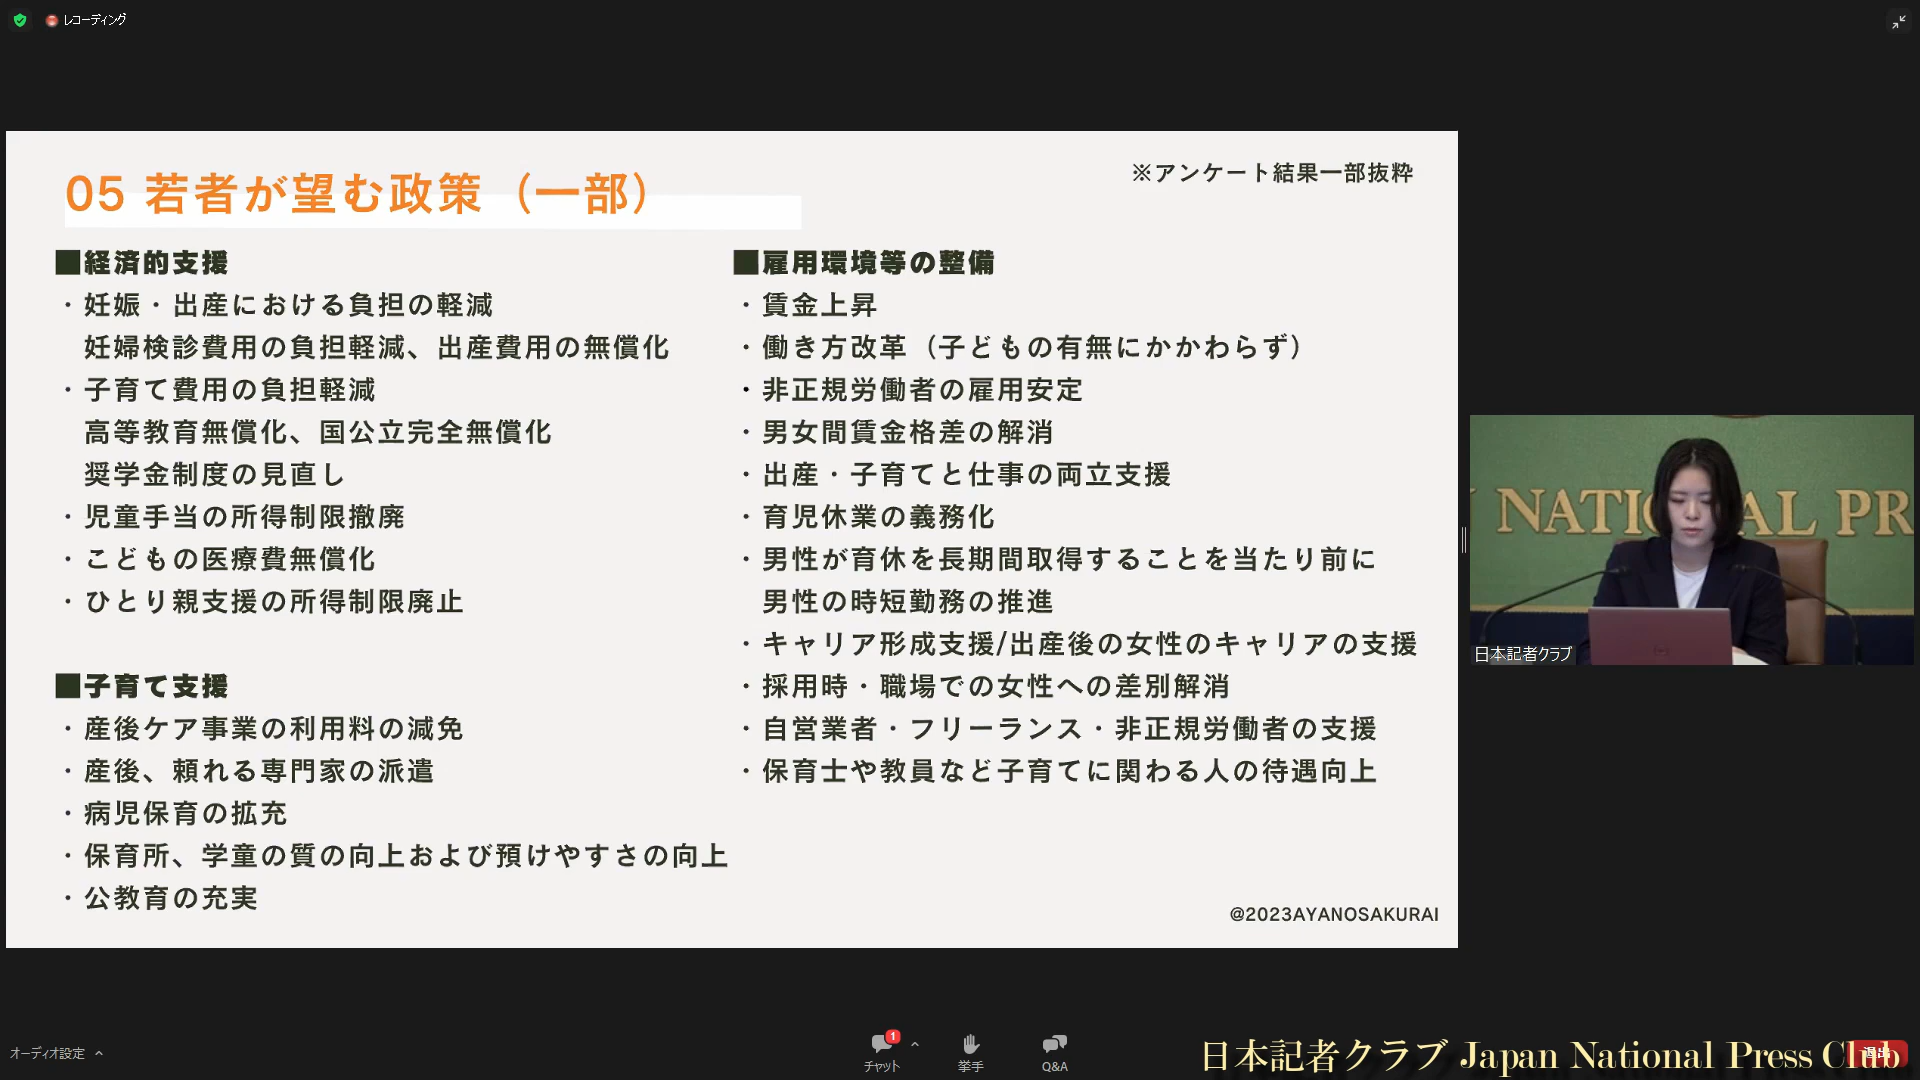 レコーディング
05 若者が望む政策（一部）
※アンケート結果一部抜粋
■経済的支援
・妊娠・出産における負担の軽減
妊婦検診費用の負担軽減、出産費用の無償化
・子育て費用の負担軽減
高等教育無償化、国公立完全無償化
奨学金制度の見直し
・児童手当の所得制限撤廃
・こどもの医療費無償化
・ひとり親支援の所得制限廃止
■子育て支援
・産後ケア事業の利用料の減免
・産後、頼れる専門家の派遣
・病児保育の拡充
・保育所、学童の質の向上および預けやすさの向上
・公教育の充実
■雇用環境等の整備
・賃金上昇
・働き方改革（子どもの有無にかかわらず）
・非正規労働者の雇用安定
・男女間賃金格差の解消
・出産・子育てと仕事の両立支援
・育児休業の義務化
・男性が育休を長期間取得することを当たり前に
男性の時短勤務の推進
・キャリア形成支援/出産後の女性のキャリアの支援
・採用時・職場での女性への差別解消
・自営業者・フリーランス・非正規労働者の支援
・保育士や教員など子育てに関わる人の待遇向上
@2023AYANOSAKURAI
NATIONAL PR
日本記者クラブ
オーディオ設定
1
チャット
挙手
Q&A
日本記者クラブ Japan National Press Club
退出